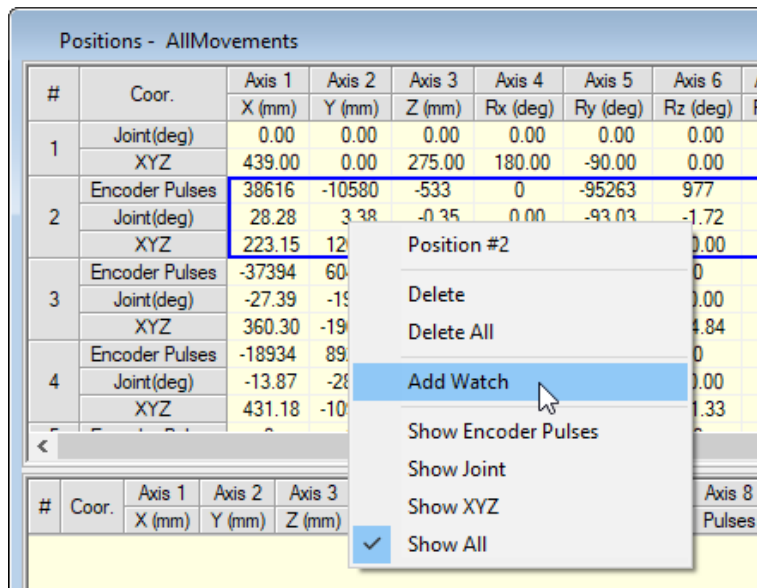 Positions - AllMovements
# Coor. Axis 1 Axis 2 Axis 3 Axis 4 Axis 5 Axis 6
X (mm) Y (mm) Z (mm) Rx (deg) Ry (deg) Rz (deg)
1 Joint(deg) 0.00 0.00 0.00 0.00 0.00 0.00
XYZ 439.00 0.00 275.00 180.00 -90.00 0.00
Encoder Pulses 38616 -10580 -533 0 -95263 977
2 Joint(deg) 28.28 3.38 -0.35 0.00 -93.03 -1.72
XYZ 223.15
Position #2
Encoder Pulses -37394
3 Joint(deg) -27.39
Delete
XYZ 360.30
Delete All
Encoder Pulses -18934
4 Joint(deg) -13.87
Add Watch
XYZ 431.18
Show Encoder Pulses
Show Joint
Show XYZ
Show All
# Coor. Axis 1 Axis 2 Axis 3 Axis 8
X (mm) Y (mm) Z (mm) Pulses